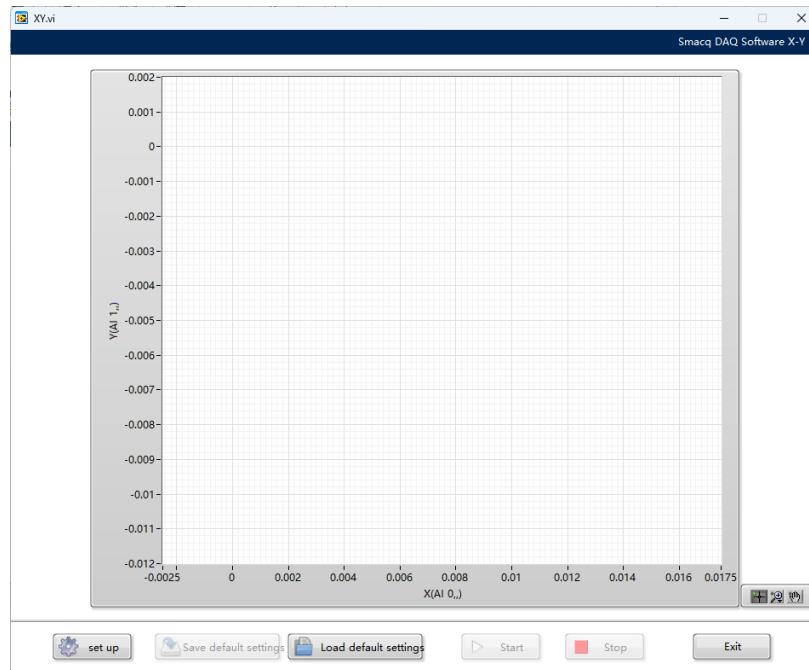 XY.vi
Smacq DAQ Software X-Y
0.002
0.001
0
-0.001
-0.002
-0.003
-0.004
-0.005
-0.006
-0.007
-0.008
-0.009
-0.01
-0.011
-0.012
Y(AI 1,,)
-0.0025 0 0.002 0.004 0.006 0.008 0.01 0.012 0.014 0.016 0.0175
X(AI 0,,)
set up Save default settings Load default settings Start Stop Exit